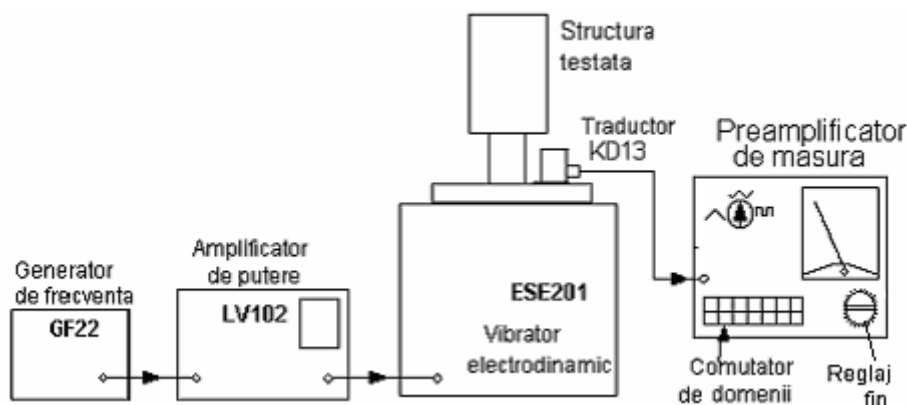 Structura
testata
Traductor
KD13
Preamplificator
de masura
Amplificator
de putere
LV102
Generator
de frecventa
GF22
ESE201
Vibrator
electrodinamic
Comutator
de domenii
Reglaj
fin